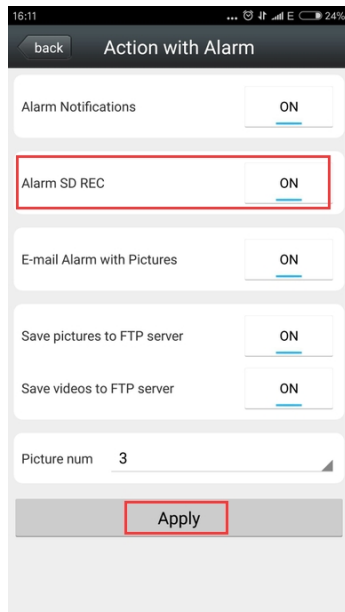 16:11 ... E 24%
back Action with Alarm
Alarm Notifications ON
Alarm SD REC ON
E-mail Alarm with Pictures ON
Save pictures to FTP server ON
Save videos to FTP server ON
Picture num 3
Apply